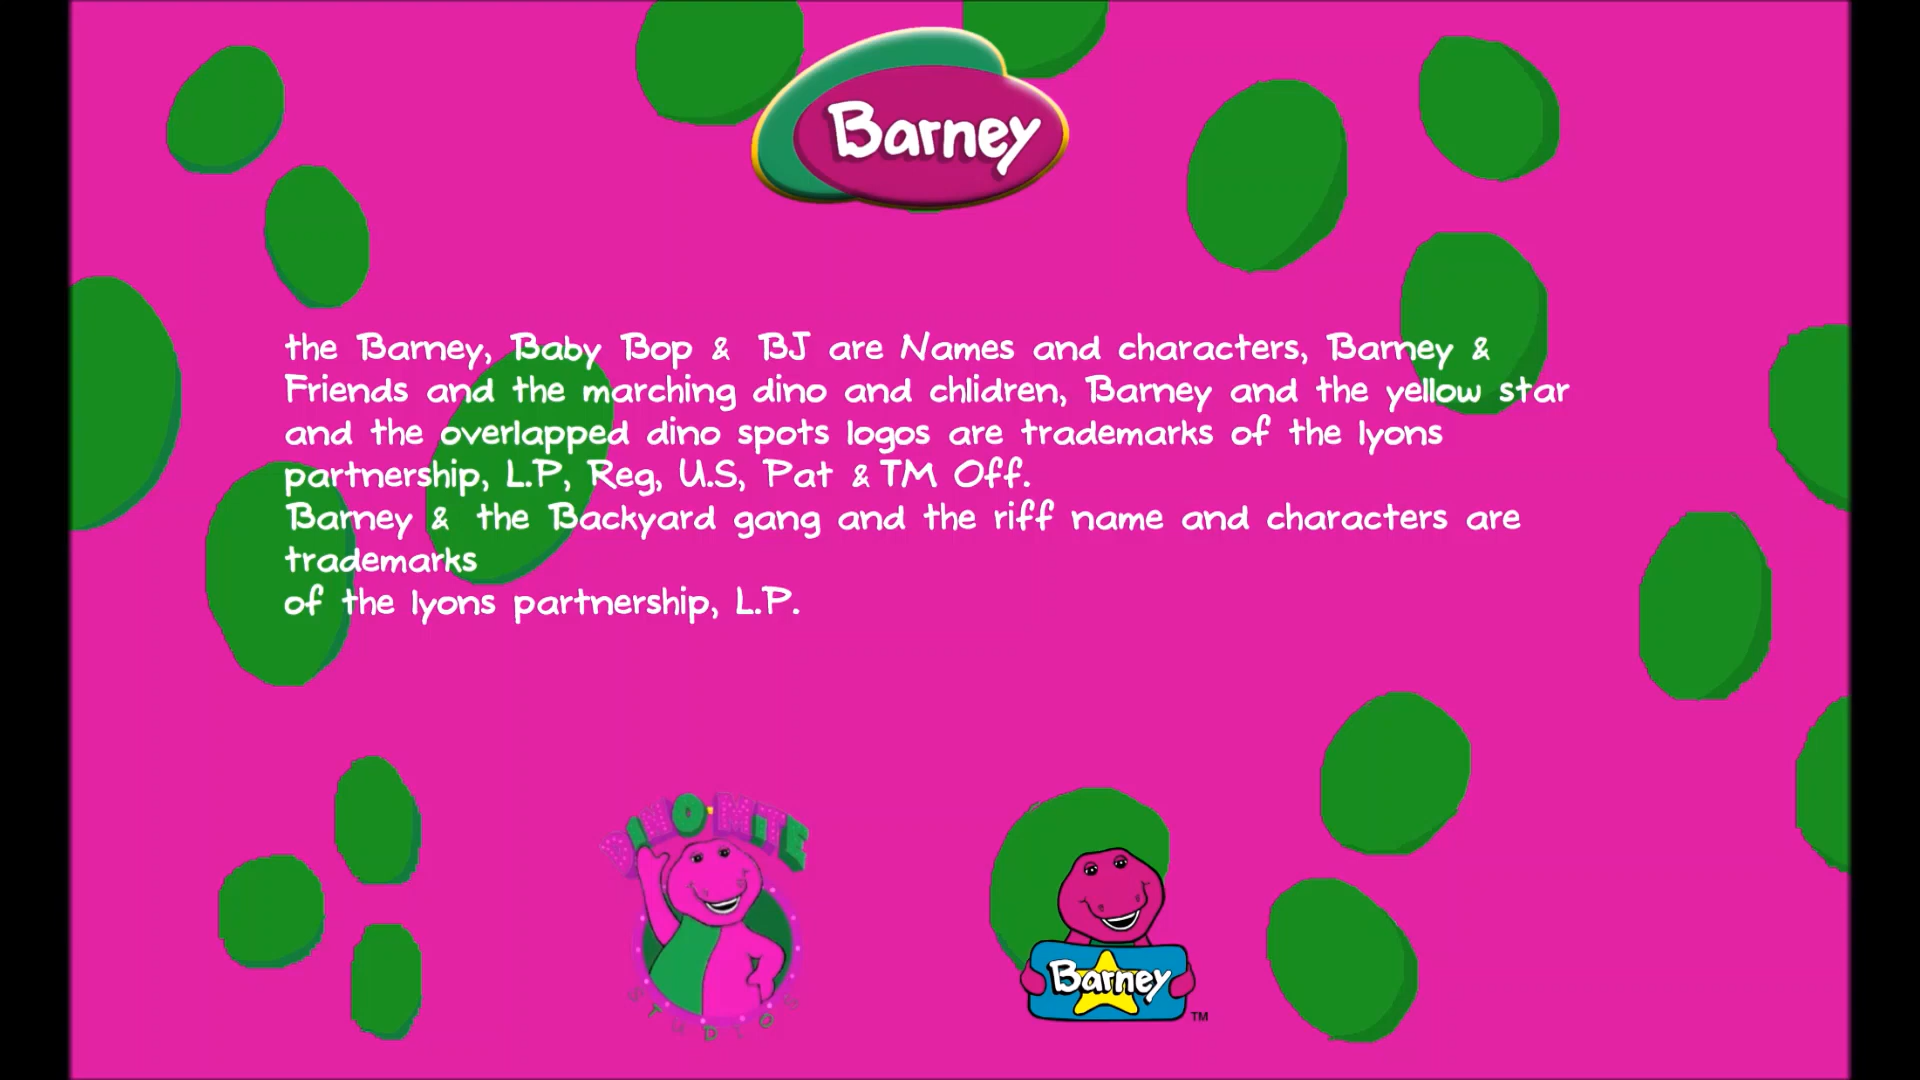 Barney
the Barney, Baby Bop & BJ are Names and characters, Barney &
Friends and the marching dino and chlidren, Barney and the yellow star
and the overlapped dino spots logos are trademarks of the lyons
partnership, L.P, Reg, U.S, Pat & TM Off.
Barney & the Backyard gang and the riff name and characters are
trademarks
of the lyons partnership, L.P.
DINO-MITE
STUDIOS
Barney
TM